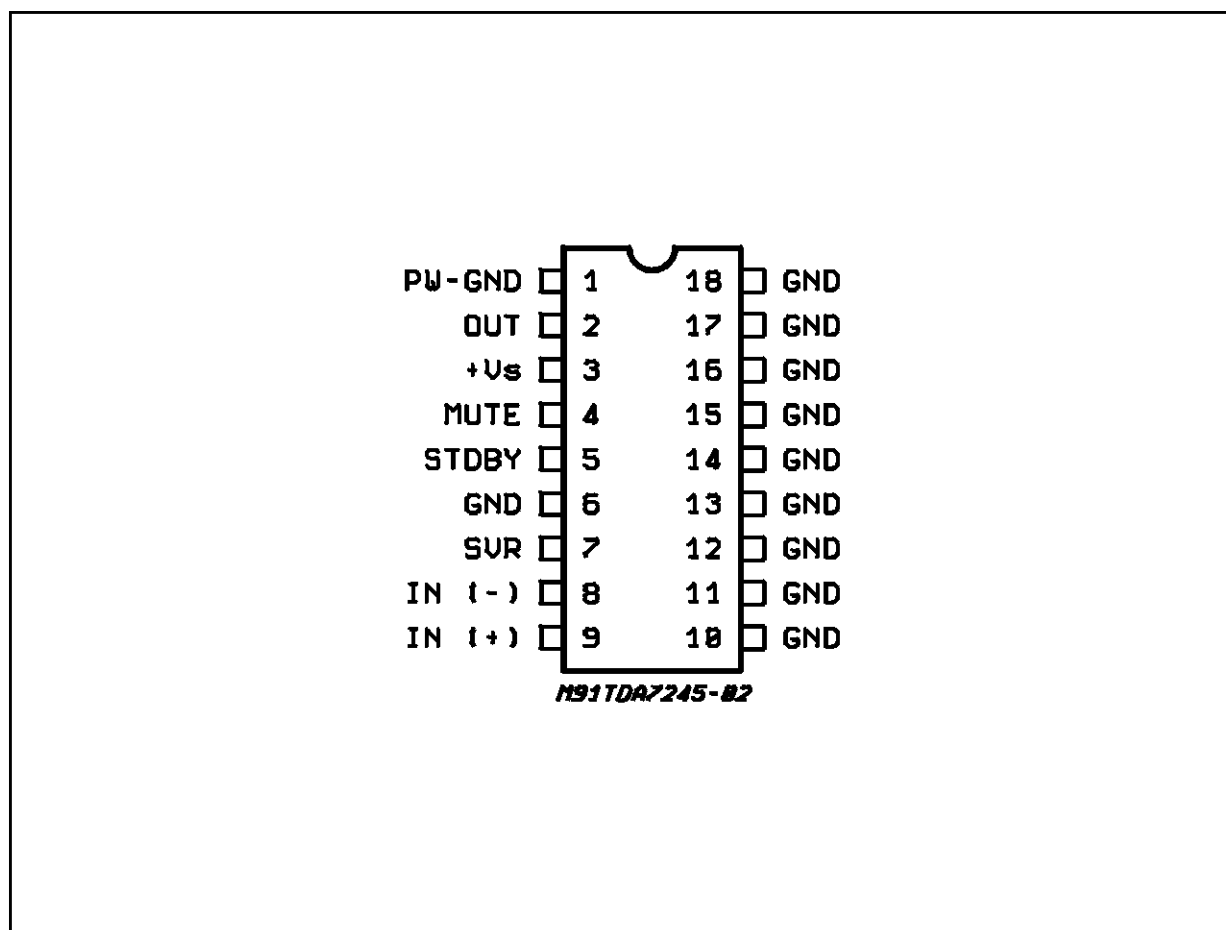 PW-GND 1 18 GND
OUT 2 17 GND
+Vs 3 16 GND
MUTE 4 15 GND
STDBY 5 14 GND
GND 6 13 GND
SVR 7 12 GND
IN (-) 8 11 GND
IN (+) 9 10 GND
M91TDA7245-02